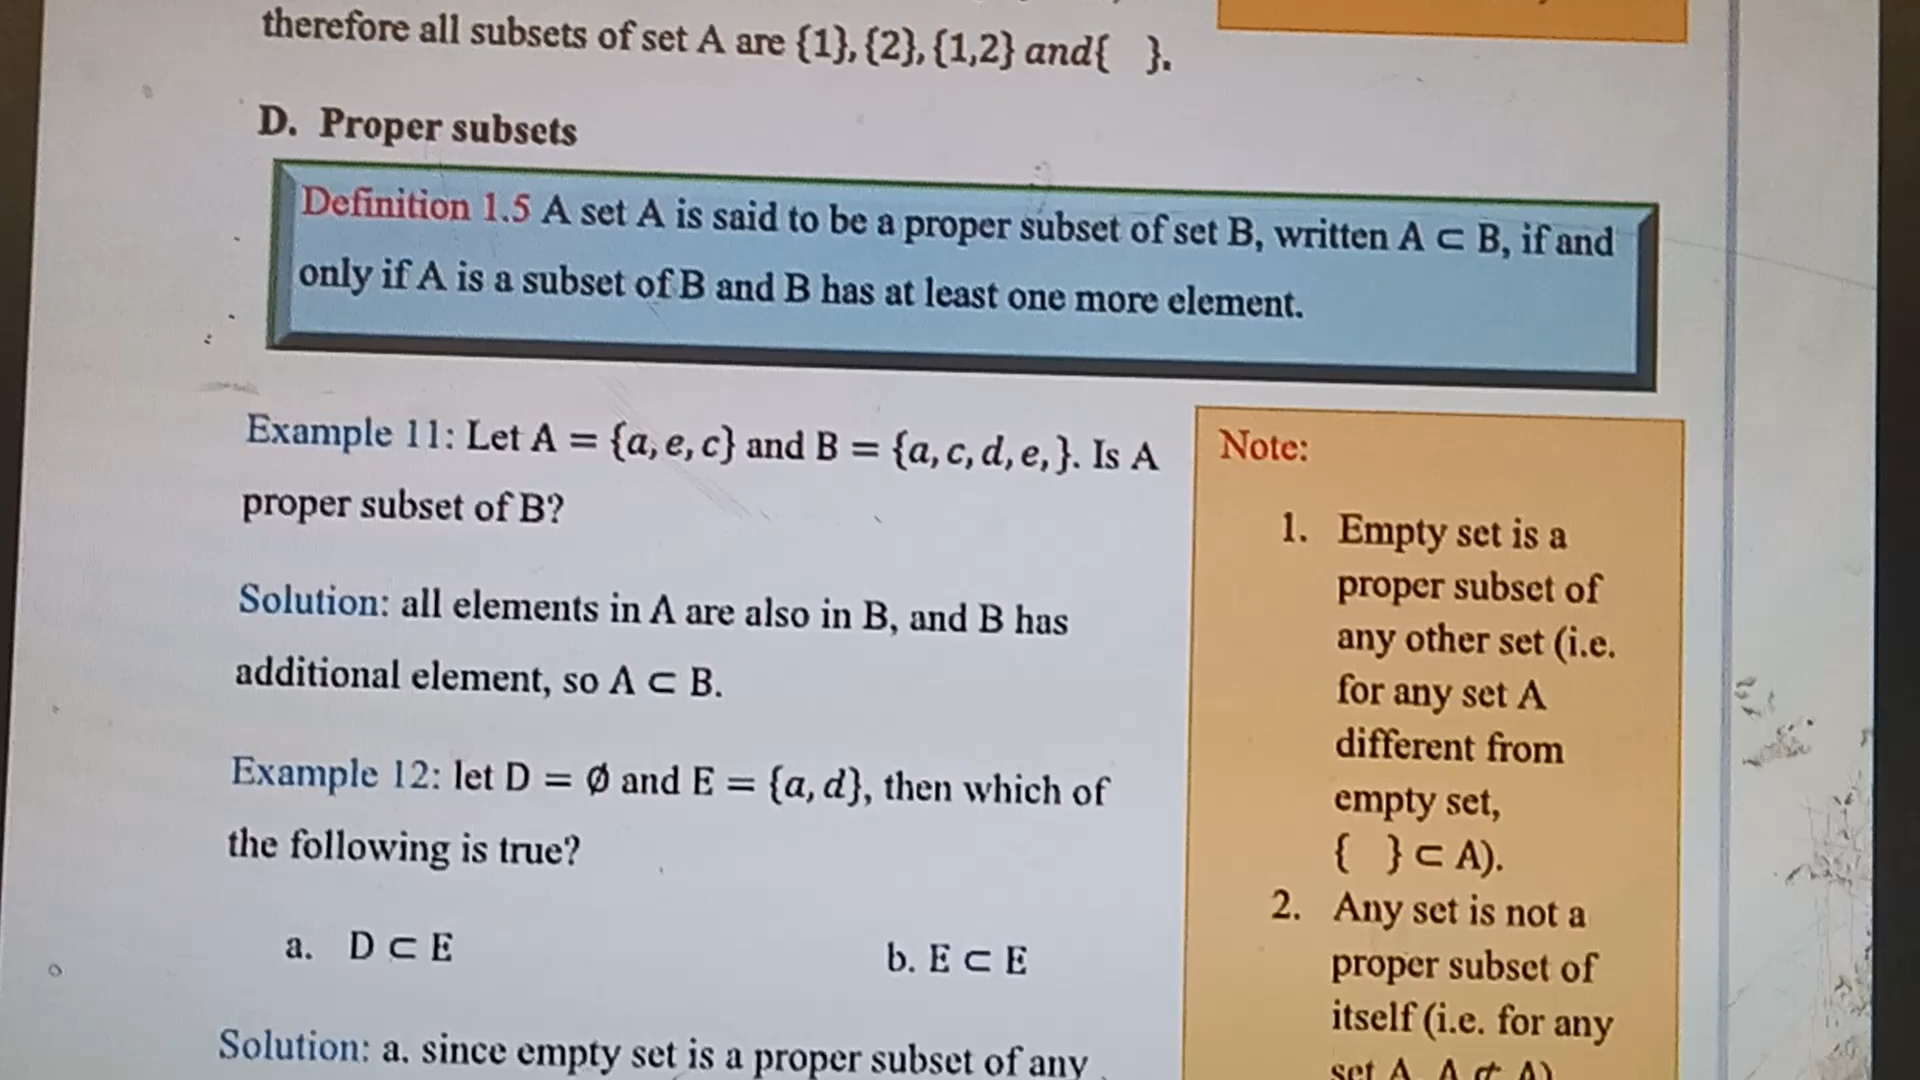 therefore all subsets of set A are {1}, {2}, {1,2} and{ }.
D. Proper subsets
Definition 1.5 A set A is said to be a proper subset of set B, written A ⊂ B, if and
only if A is a subset of B and B has at least one more element.
Example 11: Let A = {a, e, c} and B = {a, c, d, e, }. Is A
proper subset of B?
Solution: all elements in A are also in B, and B has
additional element, so A ⊂ B.
Example 12: let D = ∅ and E = {a, d}, then which of
the following is true?
a. D ⊂ E
b. E ⊂ E
Solution: a. since empty set is a proper subset of any
Note:
1. Empty set is a
proper subset of
any other set (i.e.
for any set A
different from
empty set,
{ } ⊂ A).
2. Any set is not a
proper subset of
itself (i.e. for any
set A, A ⊄ A)